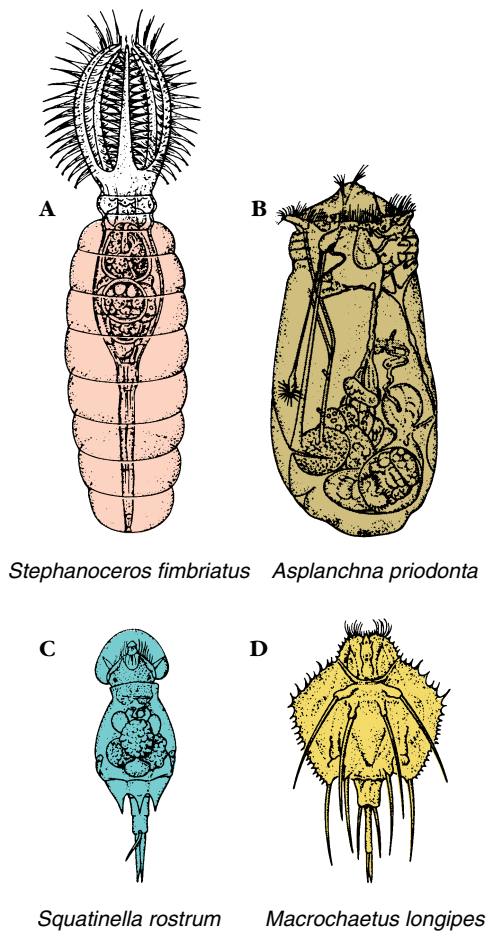 A
B
Stephanoceros fimbriatus
Asplanchna priodonta
C
D
Squatinella rostrum
Macrochaetus longipes